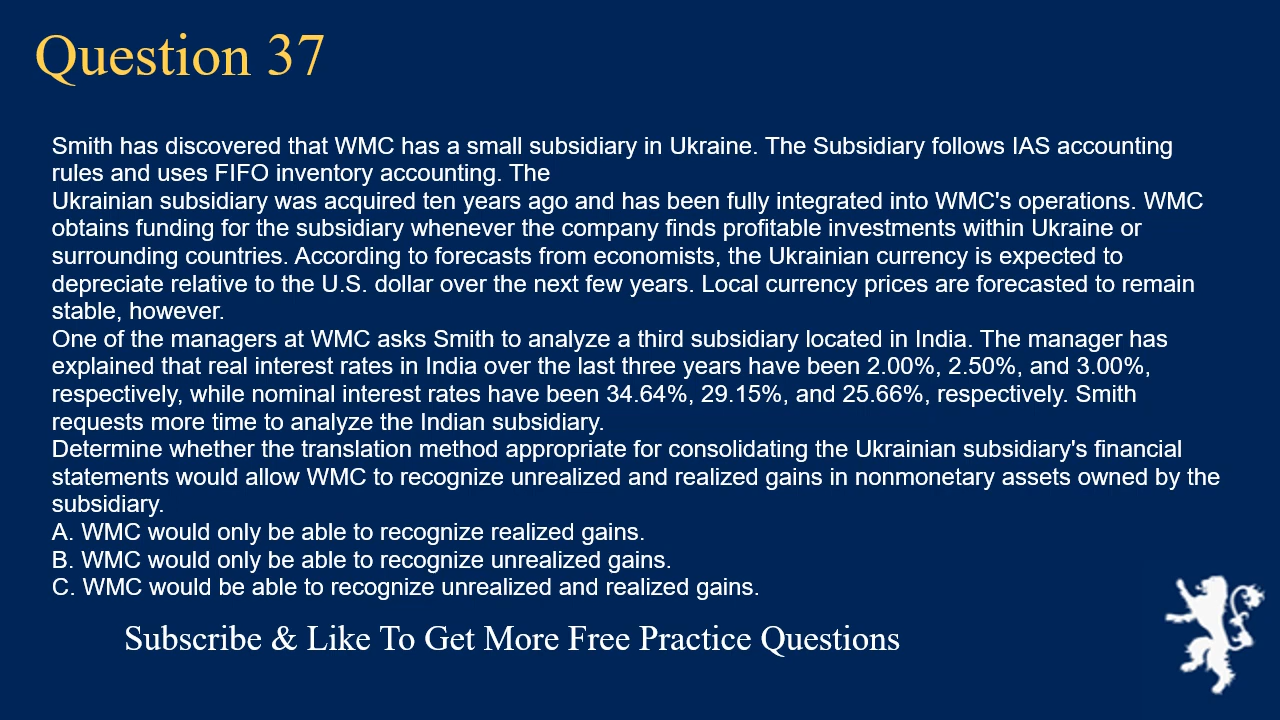 Question 37
Smith has discovered that WMC has a small subsidiary in Ukraine. The Subsidiary follows IAS accounting
rules and uses FIFO inventory accounting. The
Ukrainian subsidiary was acquired ten years ago and has been fully integrated into WMC's operations. WMC
obtains funding for the subsidiary whenever the company finds profitable investments within Ukraine or
surrounding countries. According to forecasts from economists, the Ukrainian currency is expected to
depreciate relative to the U.S. dollar over the next few years. Local currency prices are forecasted to remain
stable, however.
One of the managers at WMC asks Smith to analyze a third subsidiary located in India. The manager has
explained that real interest rates in India over the last three years have been 2.00%, 2.50%, and 3.00%,
respectively, while nominal interest rates have been 34.64%, 29.15%, and 25.66%, respectively. Smith
requests more time to analyze the Indian subsidiary.
Determine whether the translation method appropriate for consolidating the Ukrainian subsidiary's financial
statements would allow WMC to recognize unrealized and realized gains in nonmonetary assets owned by the
subsidiary.
A. WMC would only be able to recognize realized gains.
B. WMC would only be able to recognize unrealized gains.
C. WMC would be able to recognize unrealized and realized gains.
Subscribe & Like To Get More Free Practice Questions